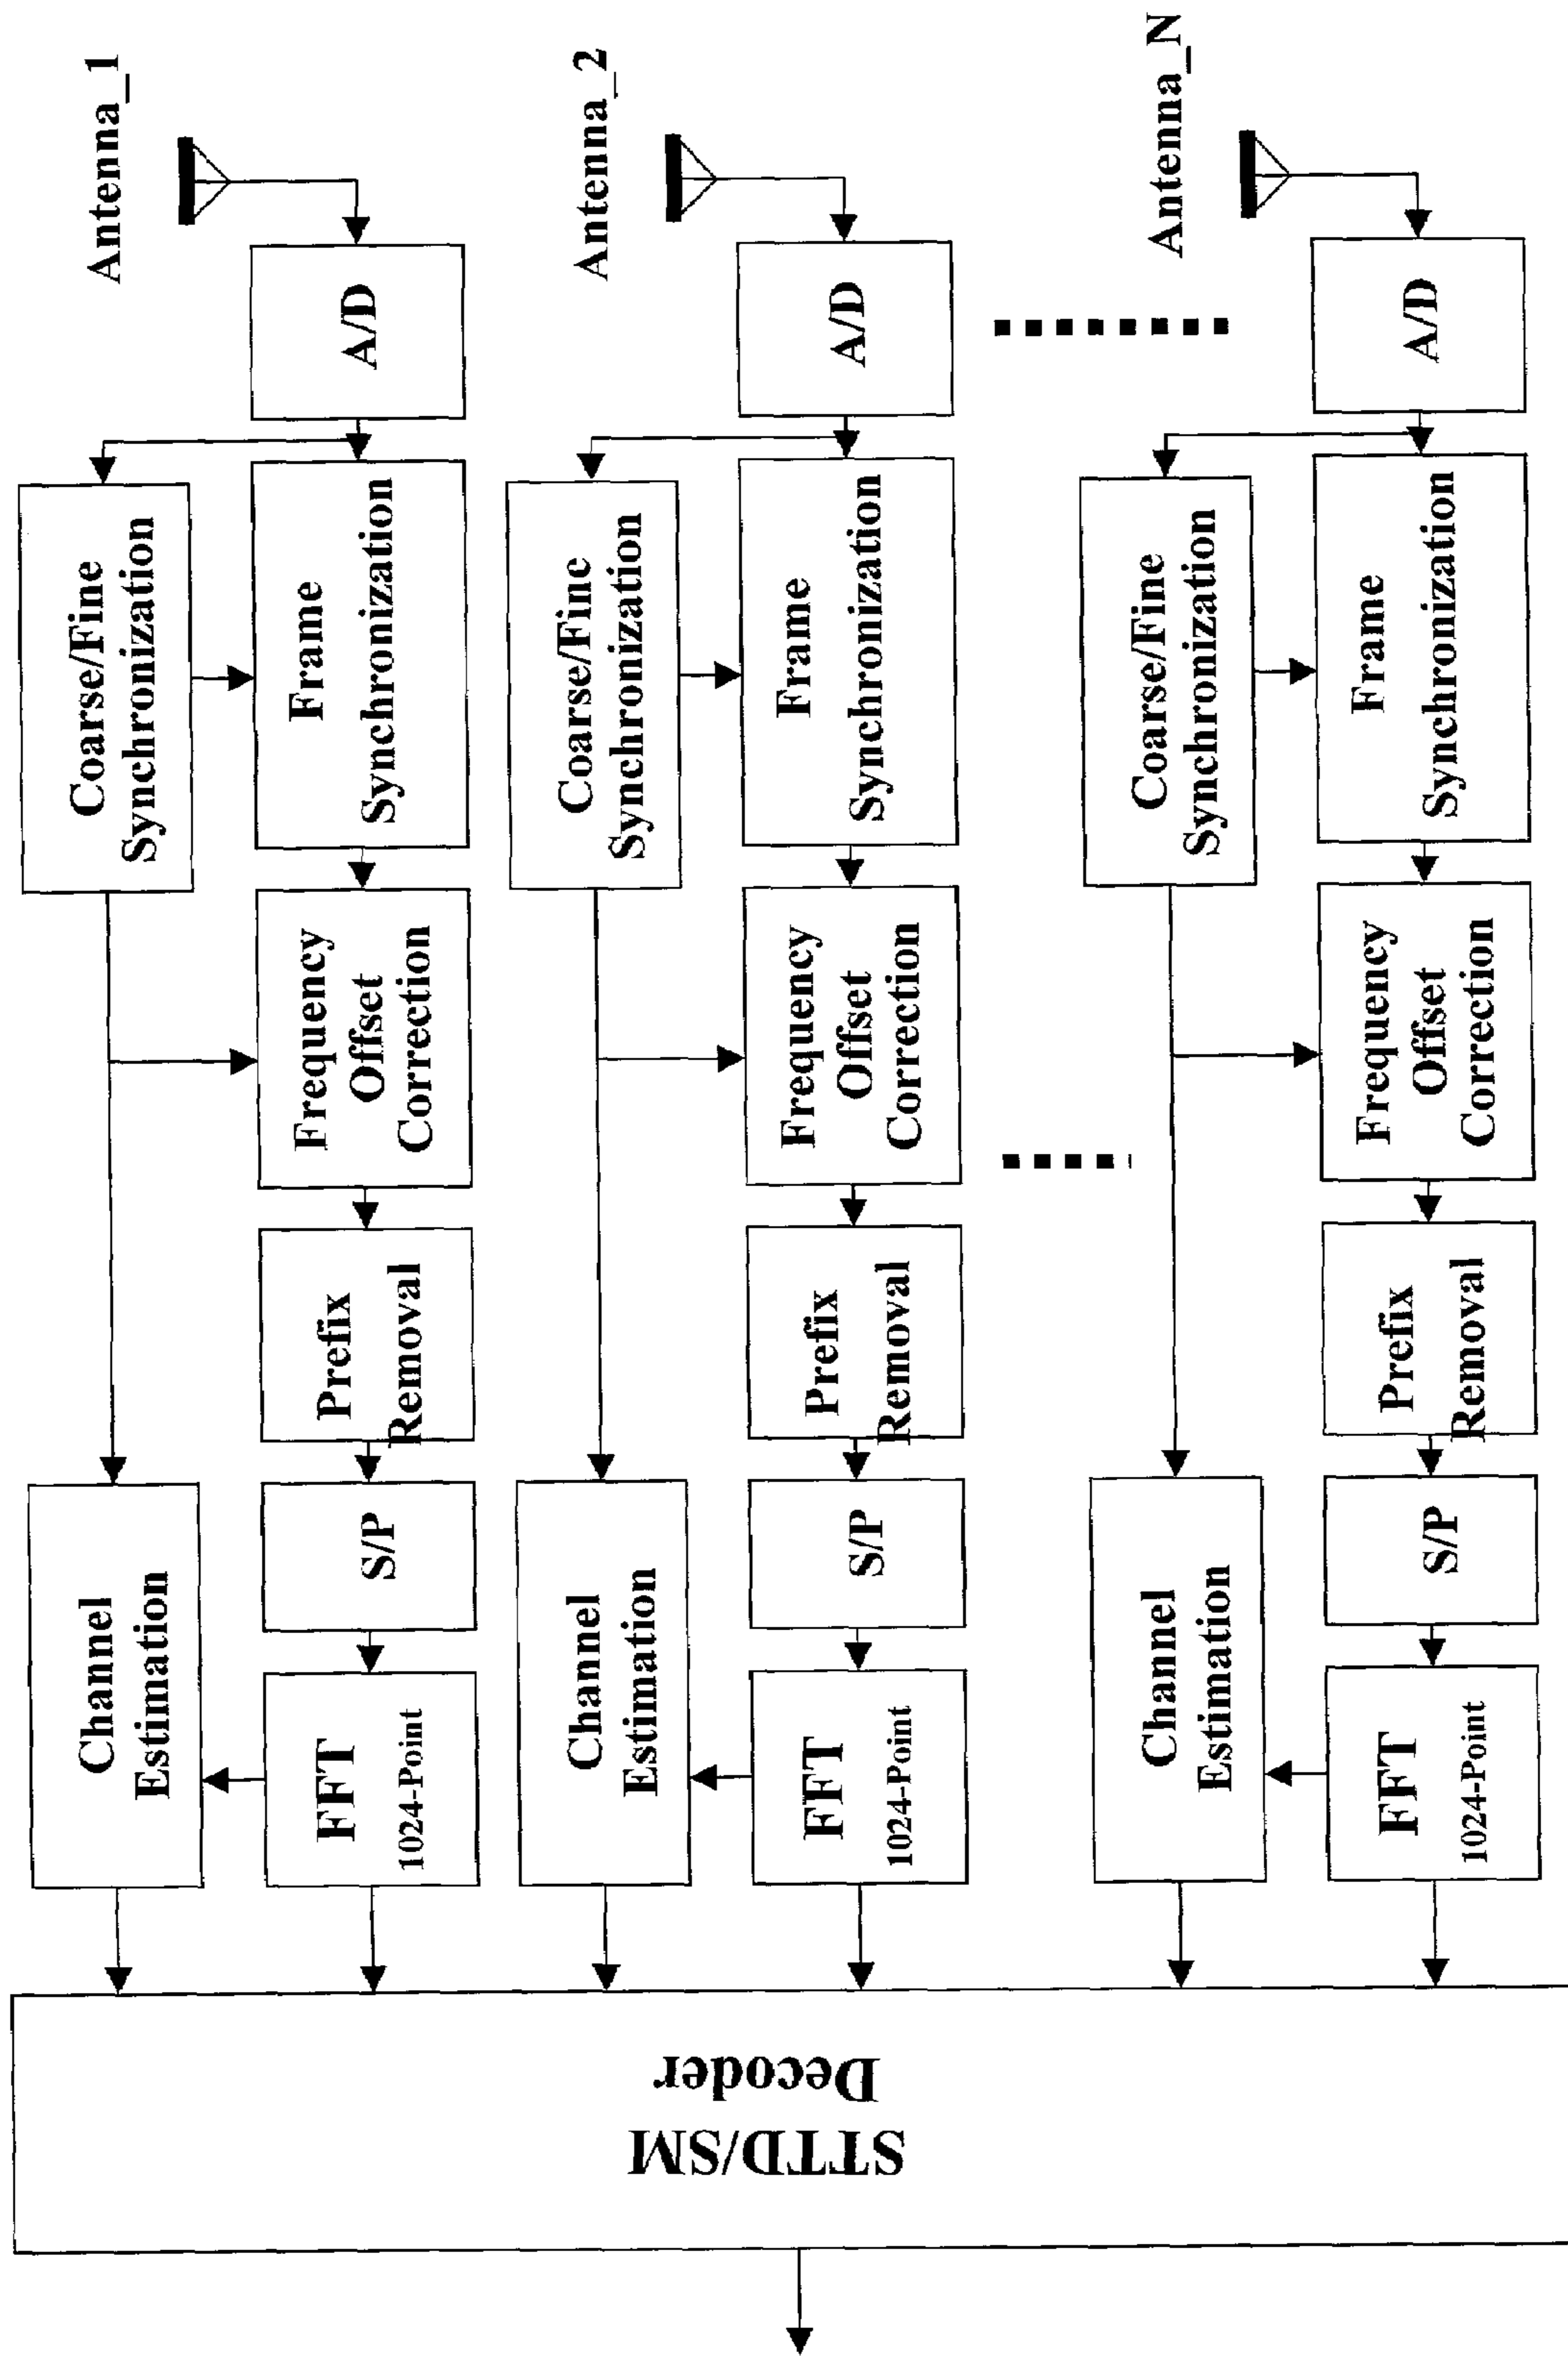 Antenna_1
A/D
Coarse/Fine
Synchronization
Frame
Synchronization
Frequency
Offset
Correction
Prefix
Removal
S/P
Channel
Estimation
FFT
1024-Point
Antenna_2
A/D
Coarse/Fine
Synchronization
Frame
Synchronization
Frequency
Offset
Correction
Prefix
Removal
S/P
Channel
Estimation
FFT
1024-Point
Antenna_N
A/D
Coarse/Fine
Synchronization
Frame
Synchronization
Frequency
Offset
Correction
Prefix
Removal
S/P
Channel
Estimation
FFT
1024-Point
STTD/SM
Decoder